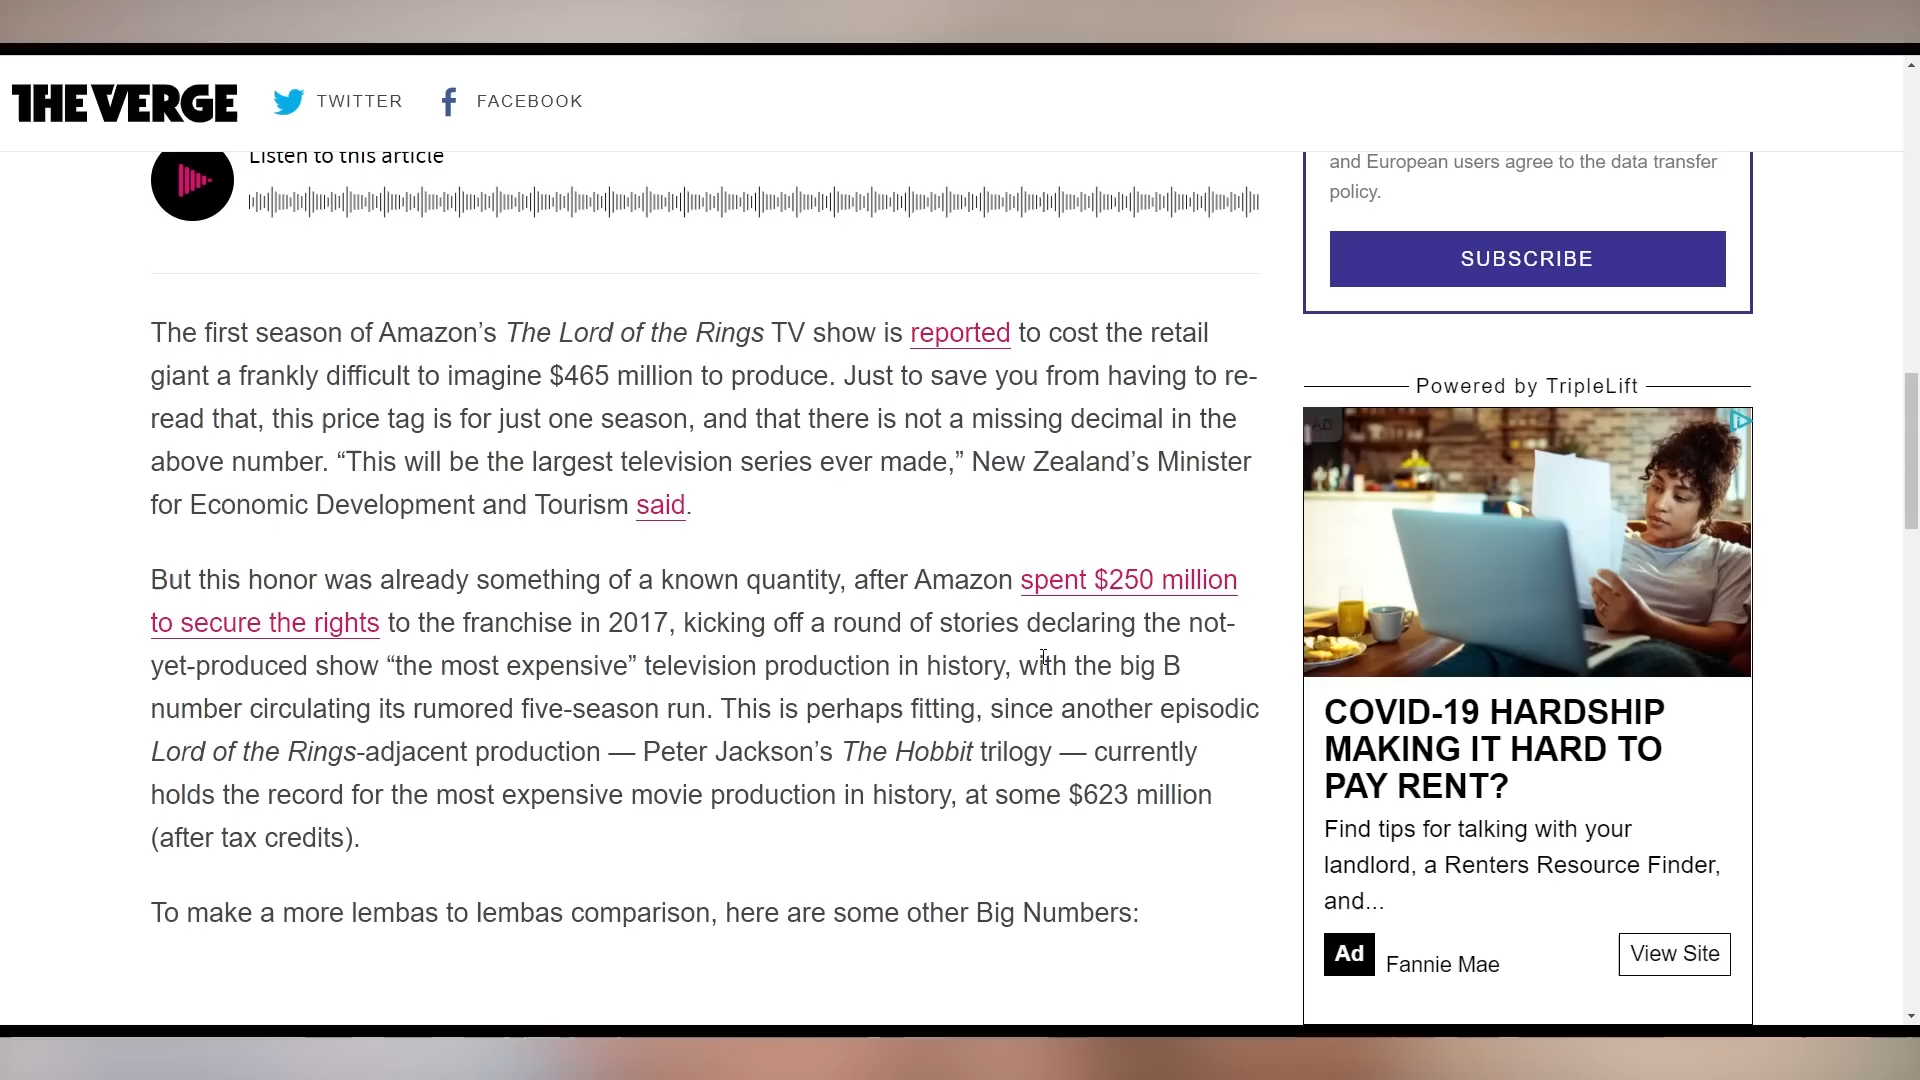 THE VERGE
TWITTER
FACEBOOK
Listen to this article
The first season of Amazon’s The Lord of the Rings TV show is reported to cost the retail
giant a frankly difficult to imagine $465 million to produce. Just to save you from having to re-
read that, this price tag is for just one season, and that there is not a missing decimal in the
above number. “This will be the largest television series ever made,” New Zealand’s Minister
for Economic Development and Tourism said.
But this honor was already something of a known quantity, after Amazon spent $250 million
to secure the rights to the franchise in 2017, kicking off a round of stories declaring the not-
yet-produced show “the most expensive” television production in history, with the big B
number circulating its rumored five-season run. This is perhaps fitting, since another episodic
Lord of the Rings-adjacent production — Peter Jackson’s The Hobbit trilogy — currently
holds the record for the most expensive movie production in history, at some $623 million
(after tax credits).
To make a more lembas to lembas comparison, here are some other Big Numbers:
and European users agree to the data transfer
policy.
SUBSCRIBE
Powered by TripleLift
AD
COVID-19 HARDSHIP
MAKING IT HARD TO
PAY RENT?
Find tips for talking with your
landlord, a Renters Resource Finder,
and...
Ad
Fannie Mae
View Site